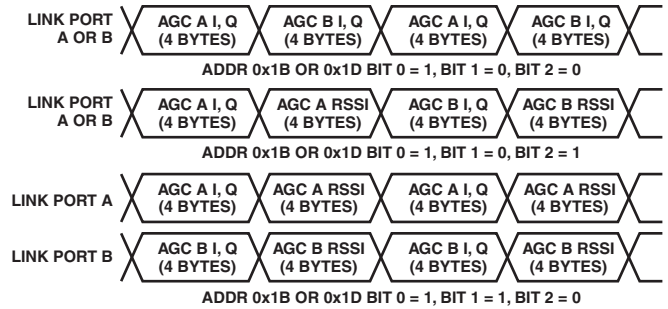 LINK PORT
A OR B
AGC A I, Q
(4 BYTES)
AGC B I, Q
(4 BYTES)
AGC A I, Q
(4 BYTES)
AGC B I, Q
(4 BYTES)
ADDR 0x1B OR 0x1D BIT 0 = 1, BIT 1 = 0, BIT 2 = 0
LINK PORT
A OR B
AGC A I, Q
(4 BYTES)
AGC A RSSI
(4 BYTES)
AGC B I, Q
(4 BYTES)
AGC B RSSI
(4 BYTES)
ADDR 0x1B OR 0x1D BIT 0 = 1, BIT 1 = 0, BIT 2 = 1
LINK PORT A
AGC A I, Q
(4 BYTES)
AGC A RSSI
(4 BYTES)
AGC A I, Q
(4 BYTES)
AGC A RSSI
(4 BYTES)
LINK PORT B
AGC B I, Q
(4 BYTES)
AGC B RSSI
(4 BYTES)
AGC B I, Q
(4 BYTES)
AGC B RSSI
(4 BYTES)
ADDR 0x1B OR 0x1D BIT 0 = 1, BIT 1 = 1, BIT 2 = 0